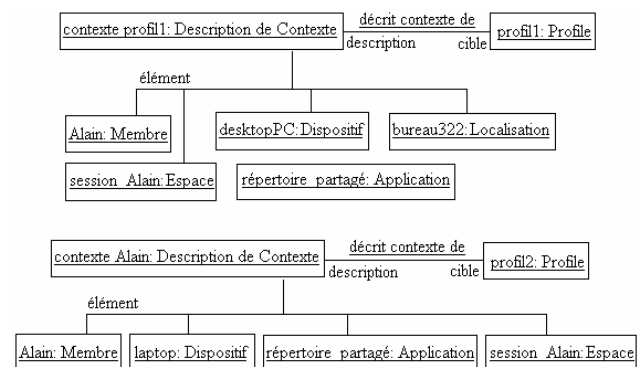 contexte profil1: Description de Contexte
décrit contexte de
profil1: Profile
description
cible
élément
Alain: Membre
desktopPC:Dispositif
bureau322:Localisation
session_Alain:Espace
répertoire_partagé: Application
contexte Alain: Description de Contexte
décrit contexte de
profil2: Profile
description
cible
élément
Alain: Membre
laptop: Dispositif
répertoire_partagé: Application
session_Alain:Espace